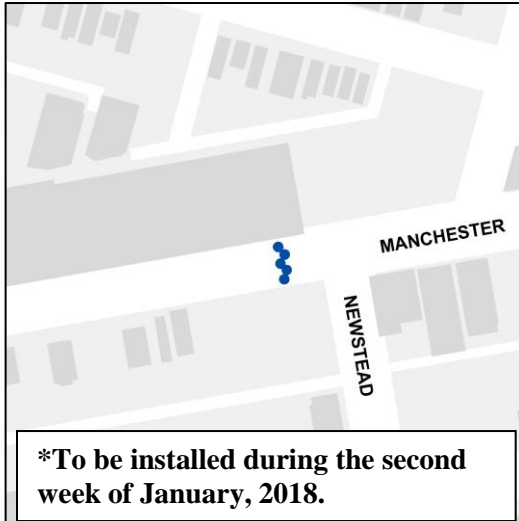 MANCHESTER
NEWSTEAD
*To be installed during the second
week of January, 2018.